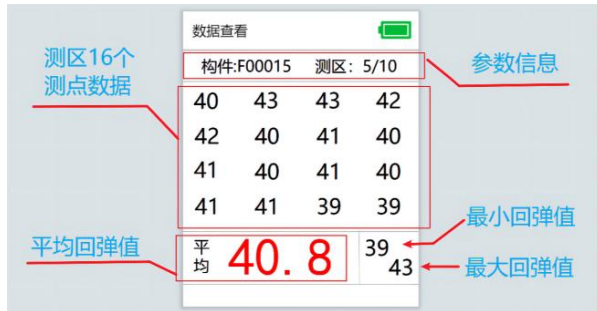 数据查看
构件:F00015 测区: 5/10
测区16个
测点数据
参数信息
40 43 43 42
42 40 41 40
41 40 41 40
41 41 39 39
平均回弹值
平均 40.8
39
43
最小回弹值
最大回弹值